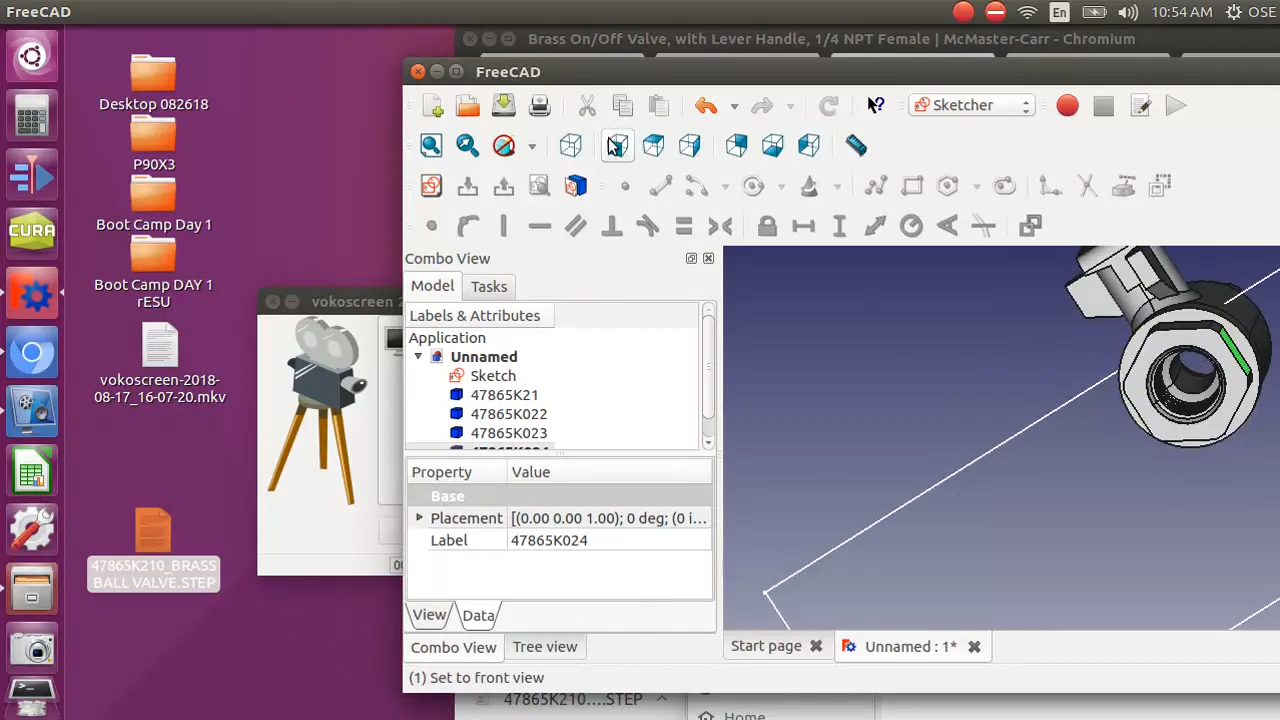 FreeCAD
En
10:54 AM
OSE
Brass On/Off Valve, with Lever Handle, 1/4 NPT Female | McMaster-Carr - Chromium
FreeCAD
Sketcher
Desktop 082618
P90X3
Boot Camp Day 1
Boot Camp DAY 1
rESU
vokoscreen-2018-
08-17_16-07-20.mkv
47865K210_BRASS
BALL VALVE.STEP
CURA
vokoscreen
Combo View
Model
Tasks
Labels & Attributes
Application
Unnamed
Sketch
47865K21
47865K022
47865K023
Property
Value
Base
Placement
[(0.00 0.00 1.00); 0 deg; (0 i...
Label
47865K024
View
Data
Combo View
Tree view
Start page
Unnamed : 1*
(1) Set to front view
47865K210....STEP
Home